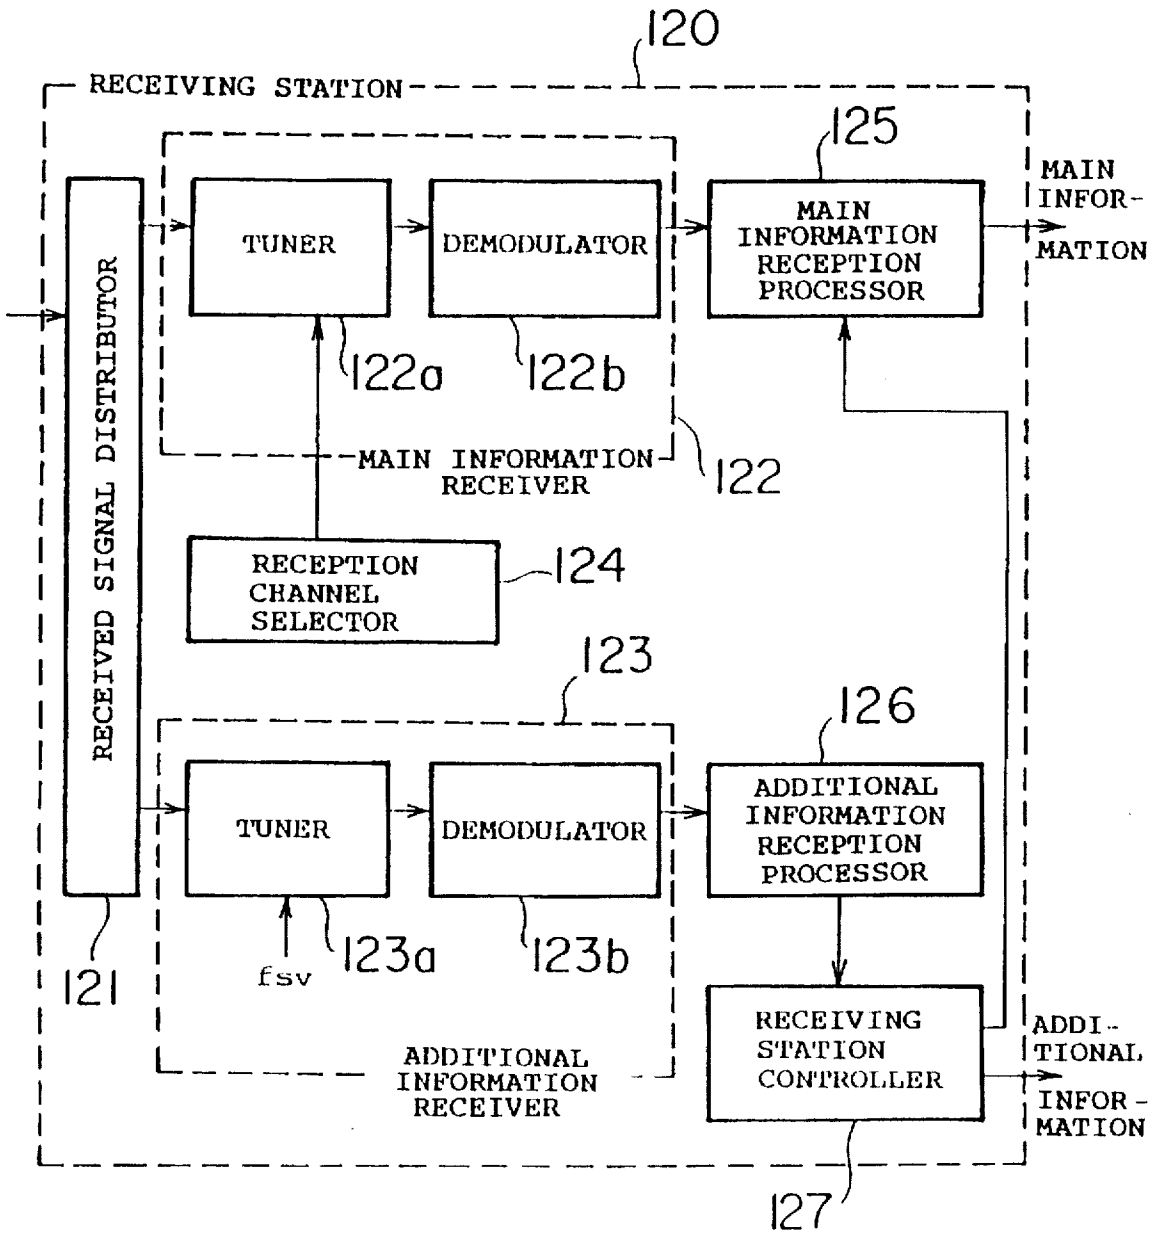 120
RECEIVING STATION
125
MAIN
INFOR-
MATION
TUNER
DEMODULATOR
MAIN
INFORMATION
RECEPTION
PROCESSOR
122a
122b
MAIN INFORMATION
RECEIVER
122
RECEIVED SIGNAL DISTRIBUTOR
RECEPTION
CHANNEL
SELECTOR
124
123
126
TUNER
DEMODULATOR
ADDITIONAL
INFORMATION
RECEPTION
PROCESSOR
123a
123b
fsv
121
RECEIVING
STATION
CONTROLLER
ADDI-
TIONAL
INFOR-
MATION
ADDITIONAL
INFORMATION
RECEIVER
127